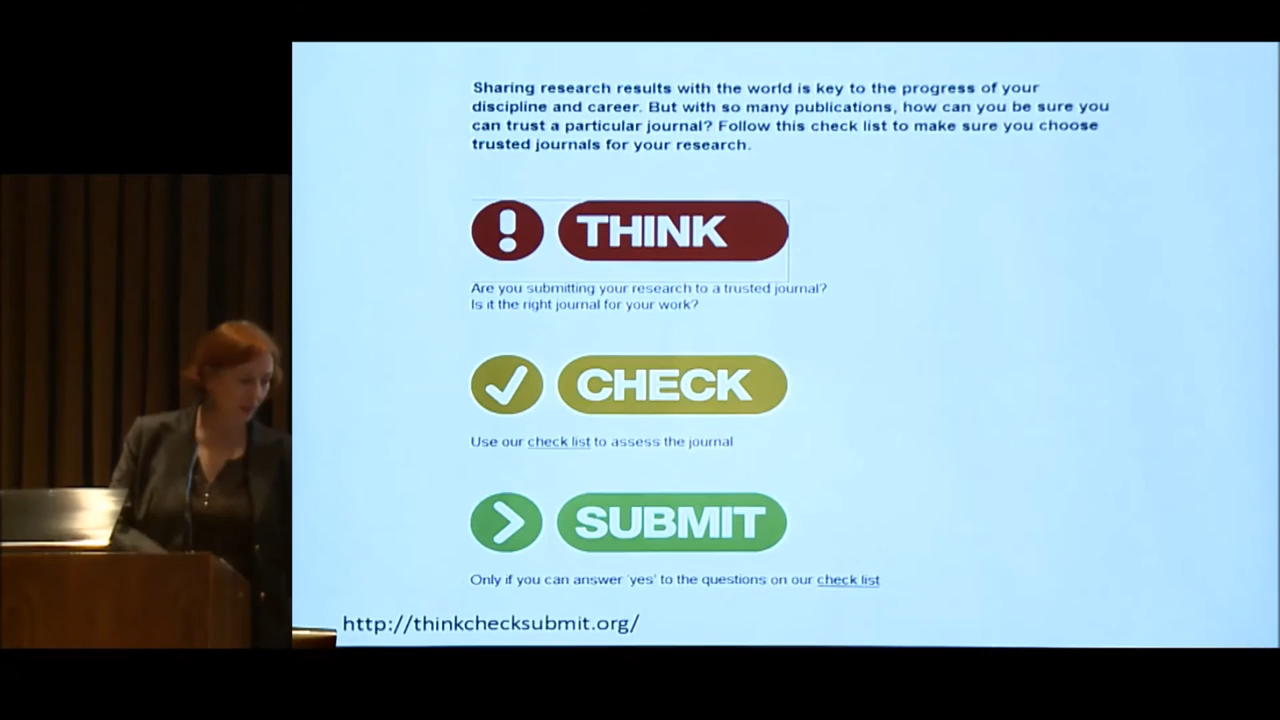 Sharing research results with the world is key to the progress of your
discipline and career. But with so many publications, how can you be sure you
can trust a particular journal? Follow this check list to make sure you choose
trusted journals for your research.
! THINK
Are you submitting your research to a trusted journal?
Is it the right journal for your work?
CHECK
Use our check list to assess the journal
SUBMIT
Only if you can answer 'yes' to the questions on our check list
http://thinkchecksubmit.org/